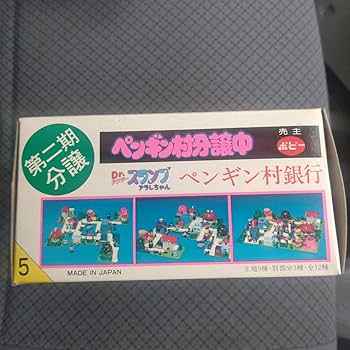 第二期
分譲
ペンギン村分譲中
売主
ポピー
Dr.スランプ
アラレちゃん
ペンギン村銀行
5
MADE IN JAPAN
土地9種・別部分3種・全12種